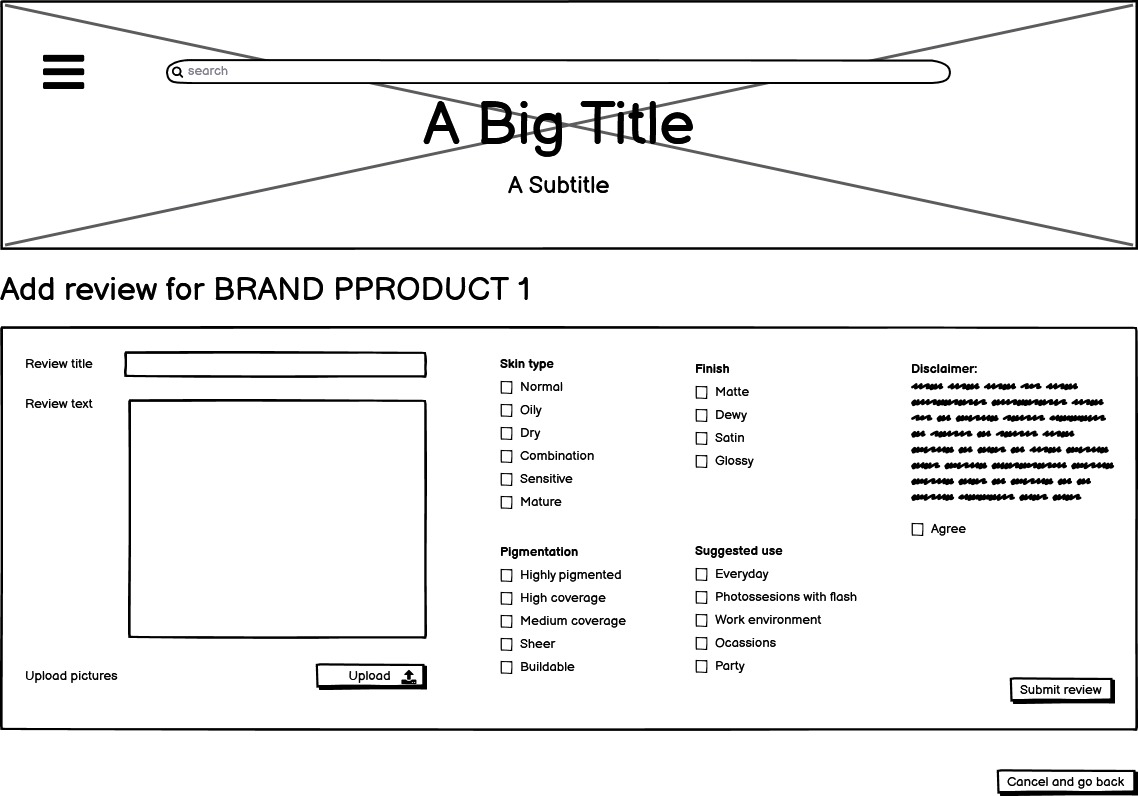 search
A Big Title
A Subtitle
Add review for BRAND PPRODUCT 1
Review title
Review text
Upload pictures
Upload
Skin type
Normal
Oily
Dry
Combination
Sensitive
Mature
Pigmentation
Highly pigmented
High coverage
Medium coverage
Sheer
Buildable
Finish
Matte
Dewy
Satin
Glossy
Suggested use
Everyday
Photossesions with flash
Work environment
Ocassions
Party
Disclaimer:
Agree
Submit review
Cancel and go back